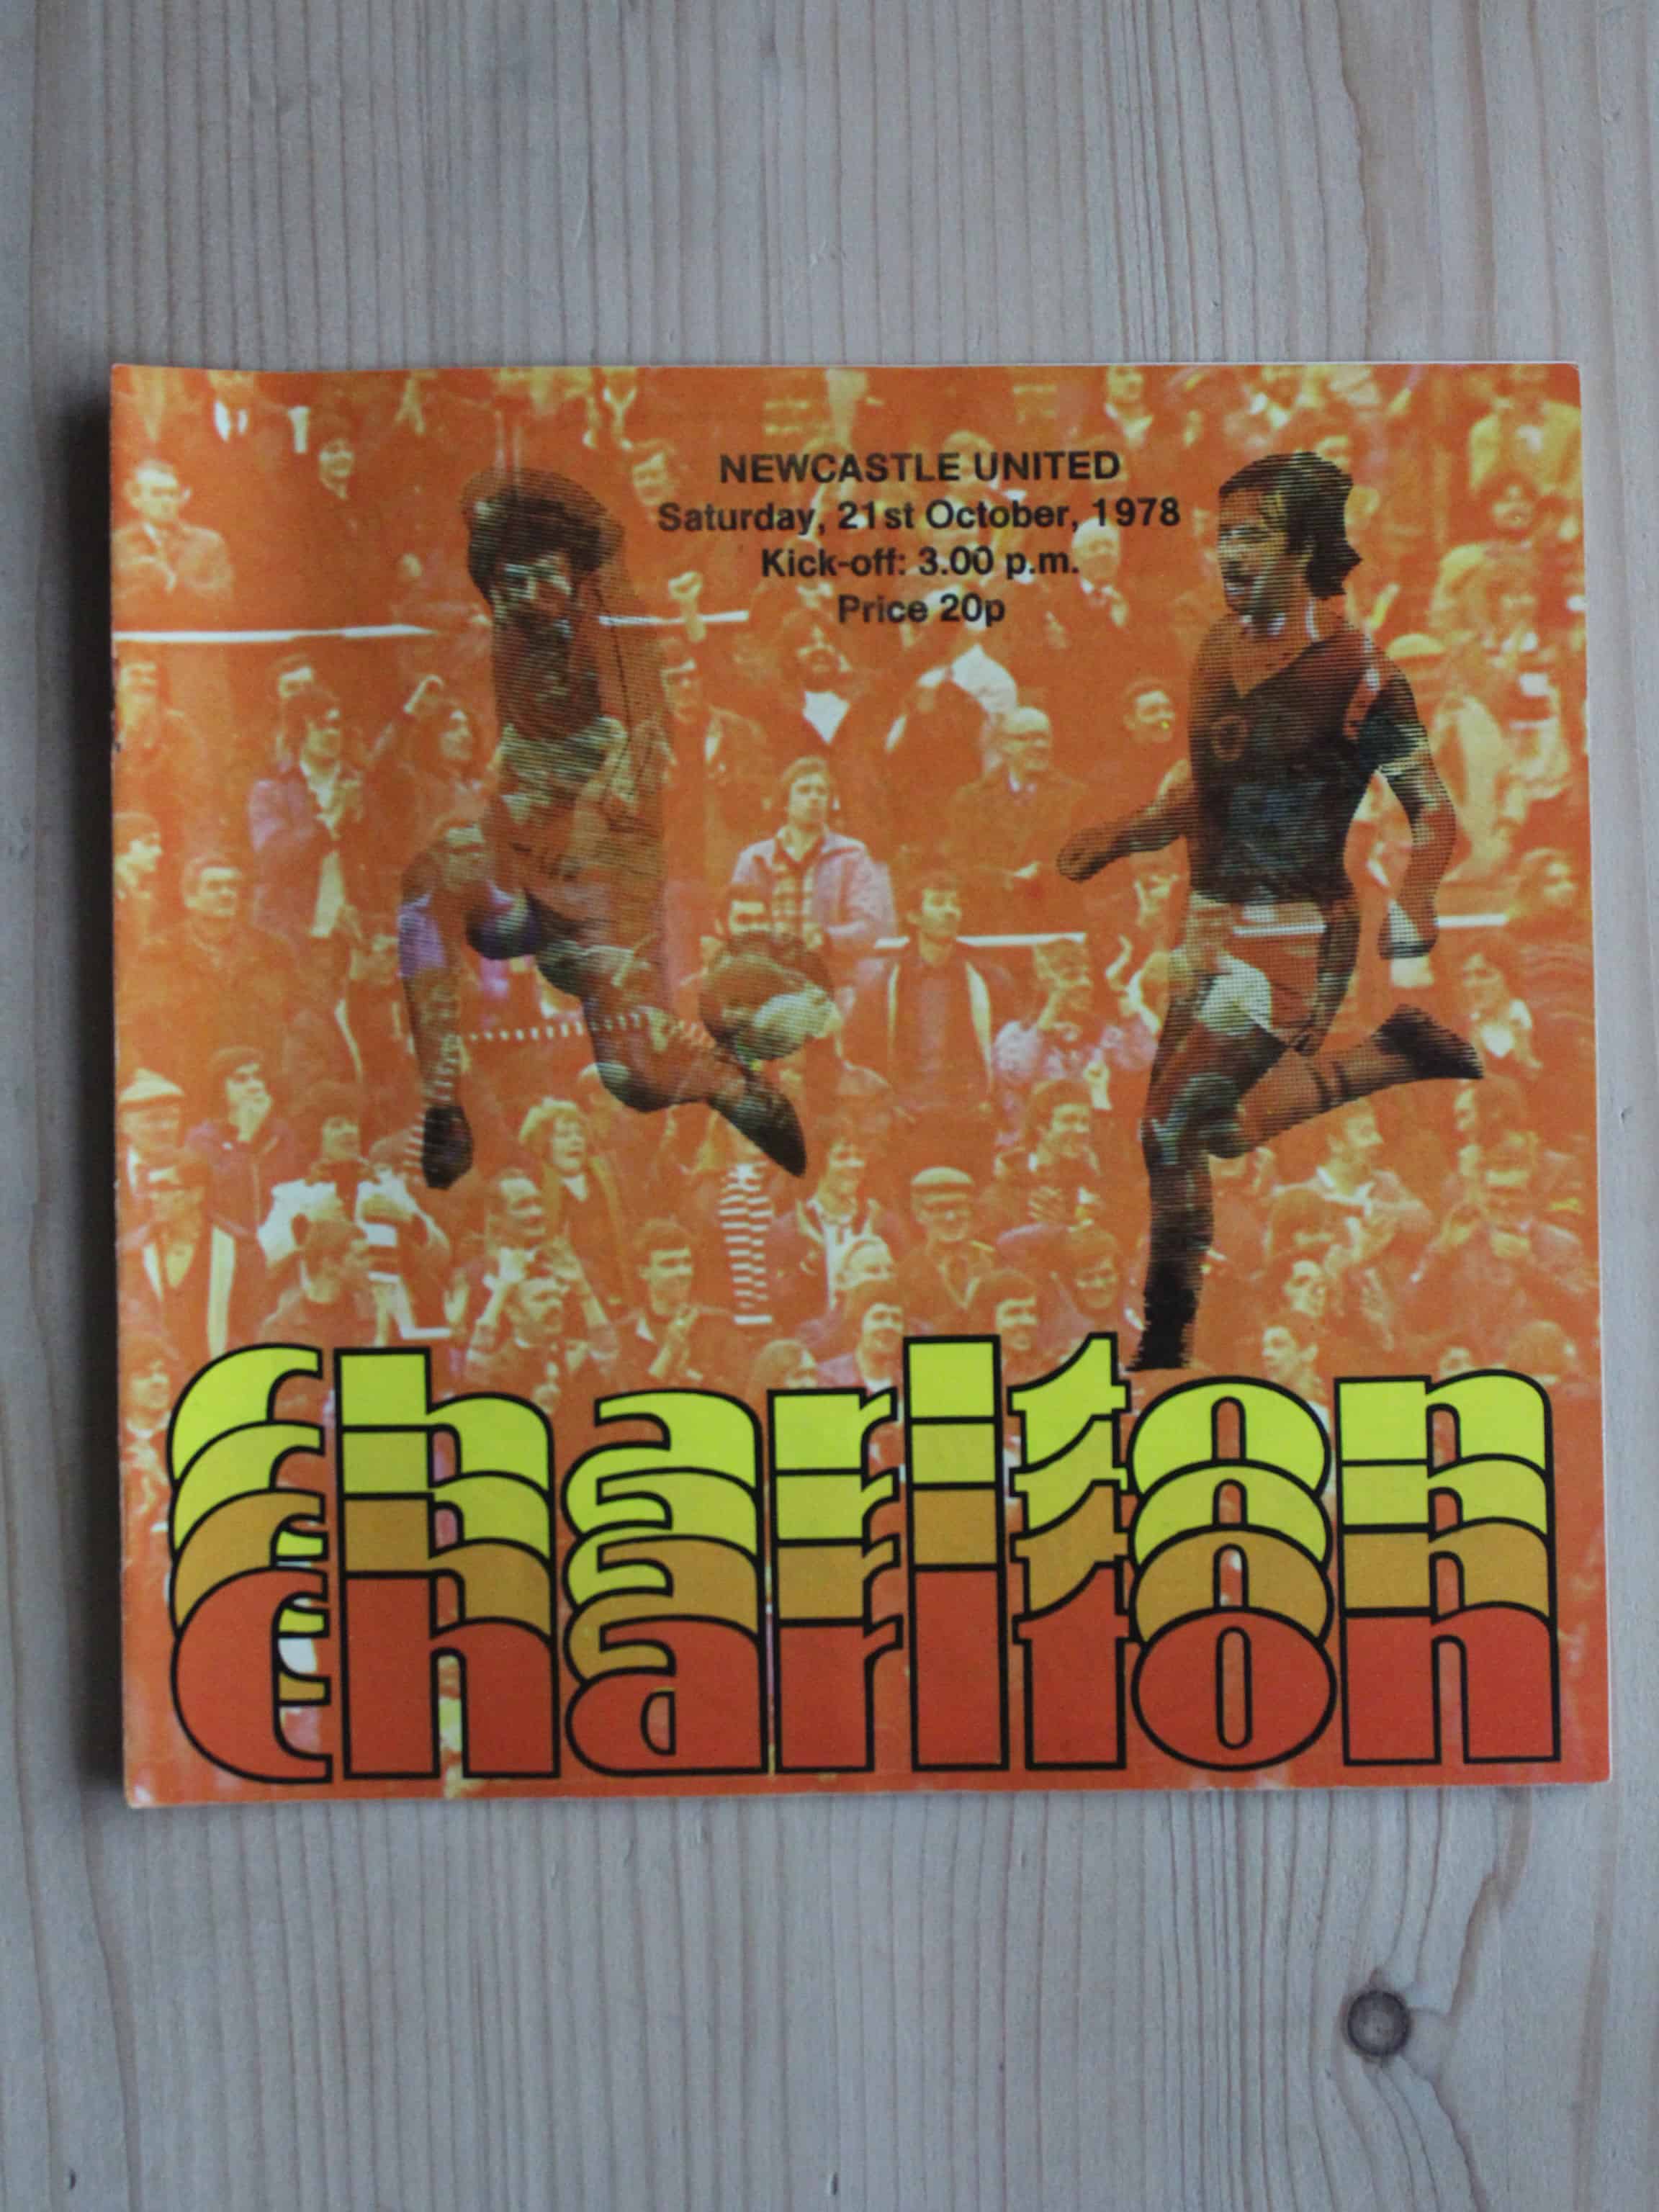 NEWCASTLE UNITED
Saturday, 21st October, 1978
Kick-off: 3.00 p.m.
Price 20p
Charlton
Charlton
Charlton
Charlton